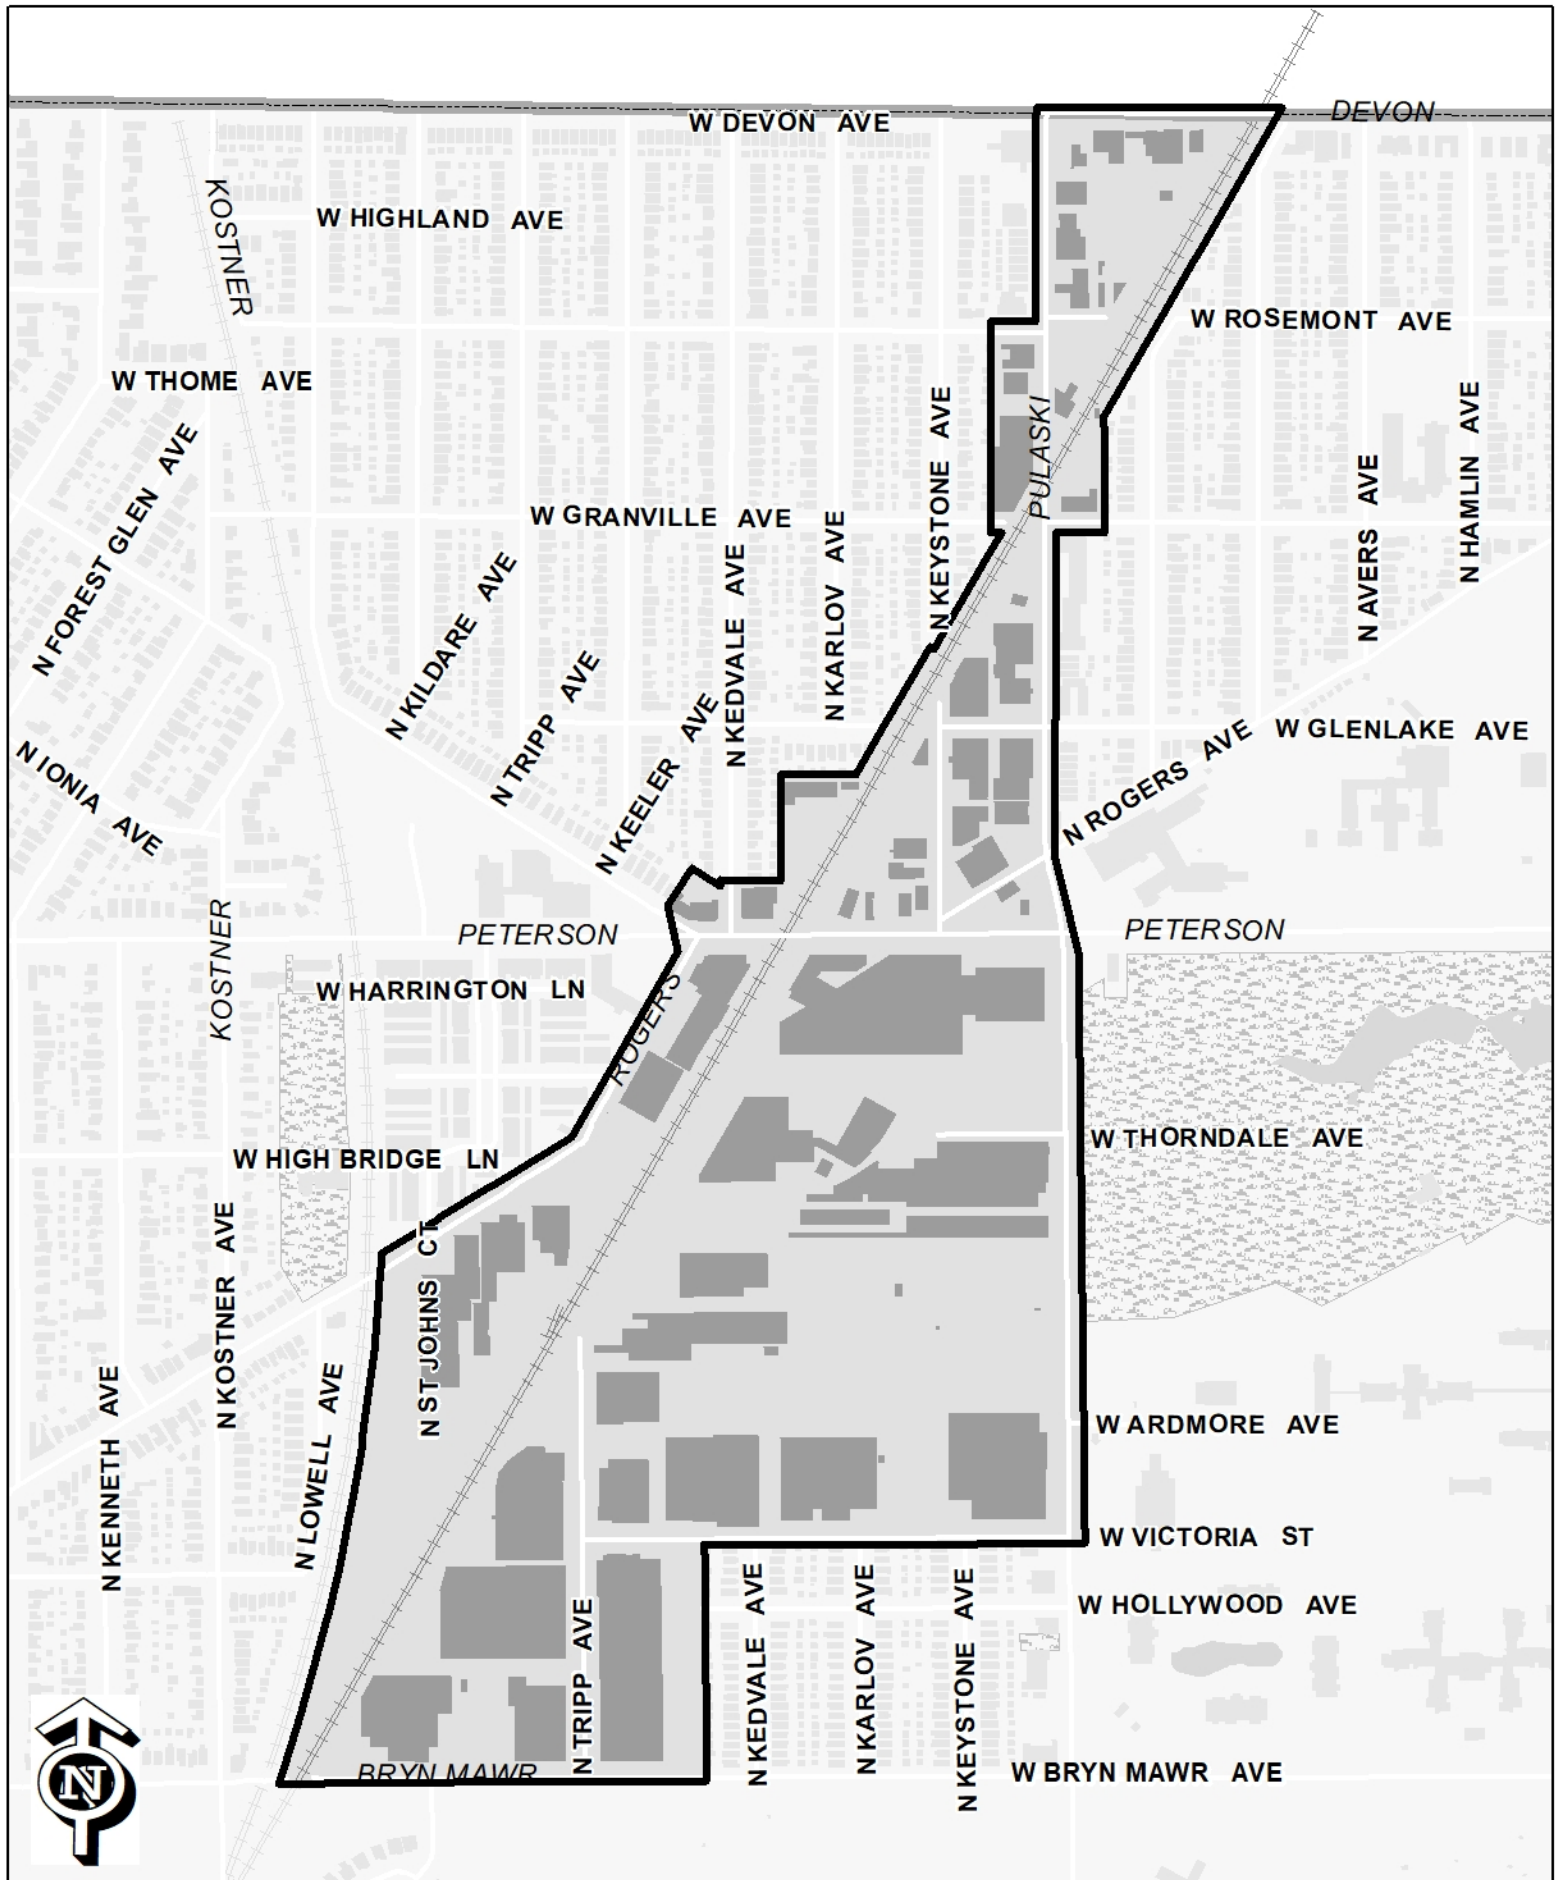 W DEVON AVE
DEVON
KOSTNER
W HIGHLAND AVE
W ROSEMONT AVE
W THOME AVE
N KEYSTONE AVE
PULASKI
N HAMLIN AVE
N FOREST GLEN AVE
W GRANVILLE AVE
N AVERS AVE
N KARLOV AVE
N KILDARE AVE
N KEDVALE AVE
N TRIPP AVE
N KEELER AVE
N IONIA AVE
W GLENLAKE AVE
N ROGERS AVE
KOSTNER
PETERSON
PETERSON
W HARRINGTON LN
ROGERS
W THORNDALE AVE
W HIGH BRIDGE LN
N KOSTNER AVE
N ST JOHNS CT
N KENNETH AVE
N LOWELL AVE
W ARDMORE AVE
W VICTORIA ST
N TRIPP AVE
N KEDVALE AVE
N KARLOV AVE
N KEYSTONE AVE
W HOLLYWOOD AVE
BRYN MAWR
W BRYN MAWR AVE
N